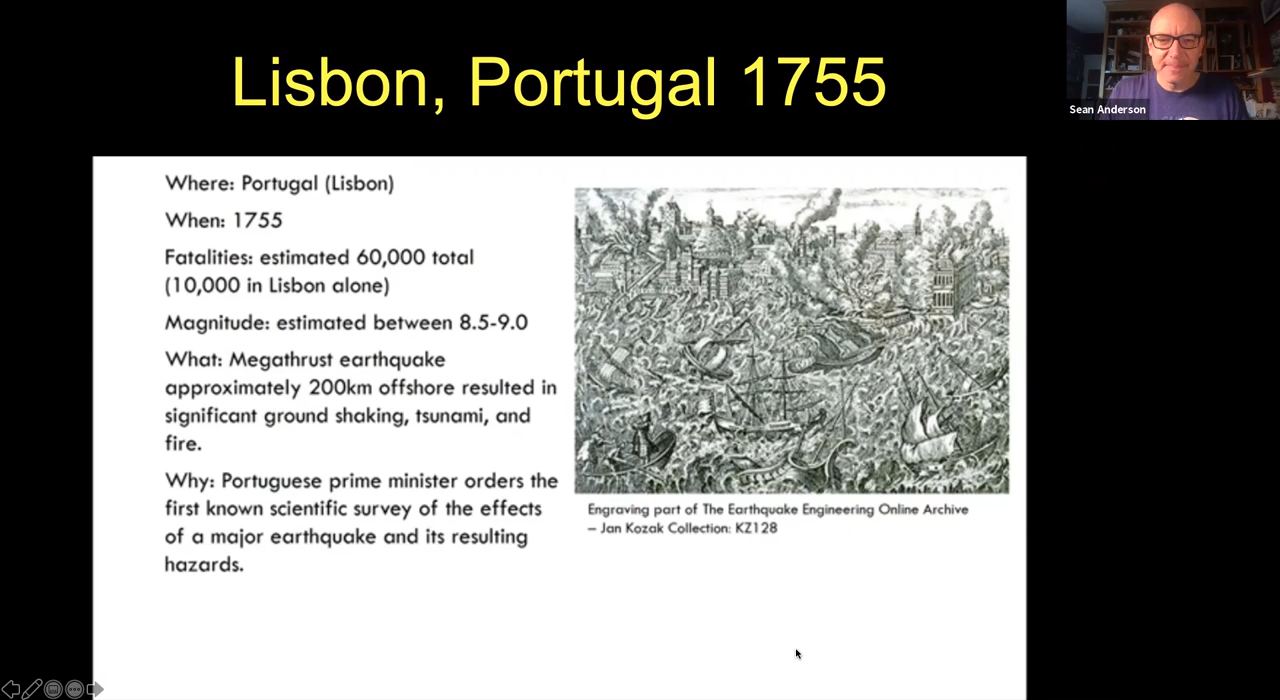 Lisbon, Portugal 1755
Sean Anderson
Where: Portugal (Lisbon)
When: 1755
Fatalities: estimated 60,000 total
(10,000 in Lisbon alone)
Magnitude: estimated between 8.5-9.0
What: Megathrust earthquake
approximately 200km offshore resulted in
significant ground shaking, tsunami, and
fire.
Why: Portuguese prime minister orders the
first known scientific survey of the effects
of a major earthquake and its resulting
hazards.
Engraving part of The Earthquake Engineering Online Archive
– Jan Kozak Collection: KZ128